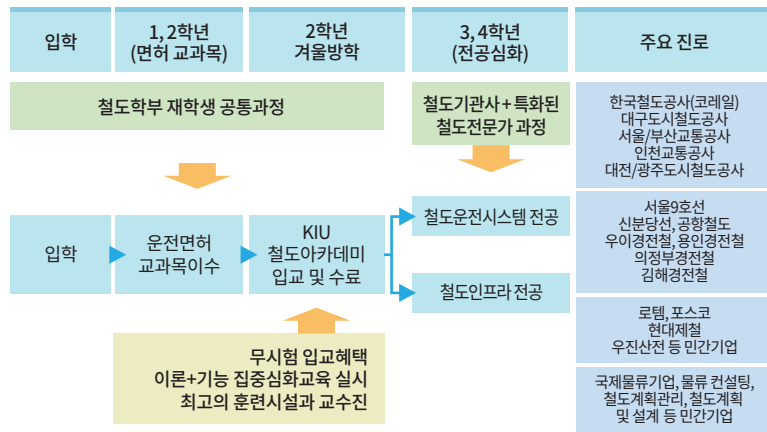 입학
1, 2학년
(면허 교과목)
2학년
겨울방학
3, 4학년
(전공심화)
주요 진로
철도학부 재학생 공통과정
철도기관사 + 특화된
철도전문가 과정
한국철도공사(코레일)
대구도시철도공사
서울/부산교통공사
인천교통공사
대전/광주도시철도공사
입학
운전면허
교과목이수
KIU
철도아카데미
입교 및 수료
철도운전시스템 전공
철도인프라 전공
서울9호선
신분당선, 공항철도
우이경전철, 용인경전철
의정부경전철
김해경전철
무시험 입교혜택
이론+기능 집중심화교육 실시
최고의 훈련시설과 교수진
로템, 포스코
현대제철
우진산전 등 민간기업
국제물류기업, 물류 컨설팅,
철도계획관리, 철도계획
및 설계 등 민간기업